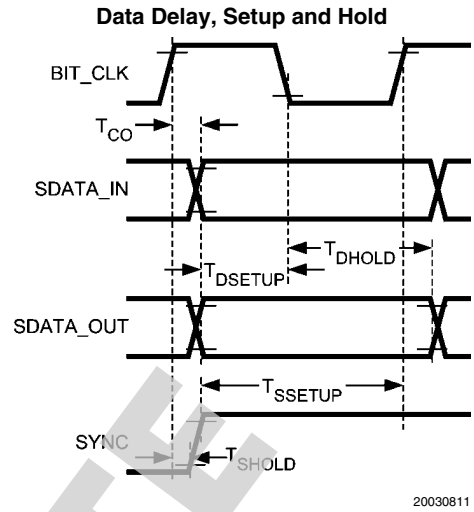 Data Delay, Setup and Hold
BIT_CLK
TCO
SDATA_IN
TDHOLD
TDSETUP
SDATA_OUT
TSSETUP
SYNC
TSHOLD
20030811